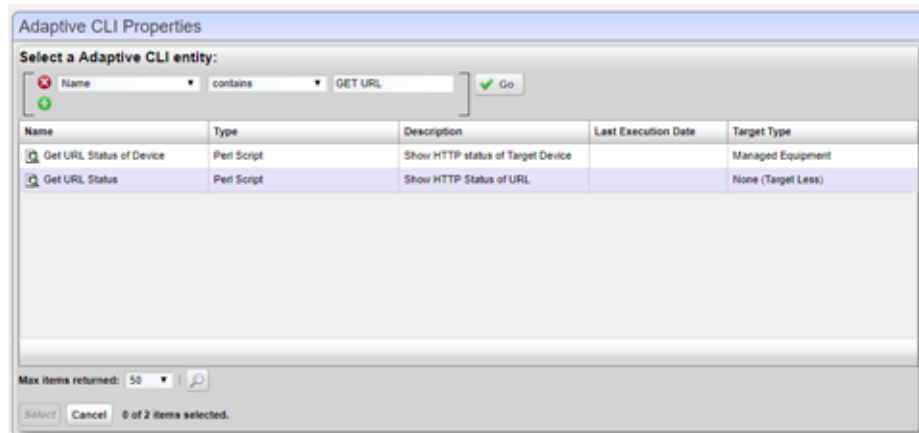 Adaptive CLI Properties
Select a Adaptive CLI entity:
Name contains GET URL Go
Name Type Description Last Execution Date Target Type
Get URL Status of Device Perl Script Show HTTP status of Target Device Managed Equipment
Get URL Status Perl Script Show HTTP Status of URL None (Target Less)
Max items returned: 50
Select Cancel 0 of 2 items selected.